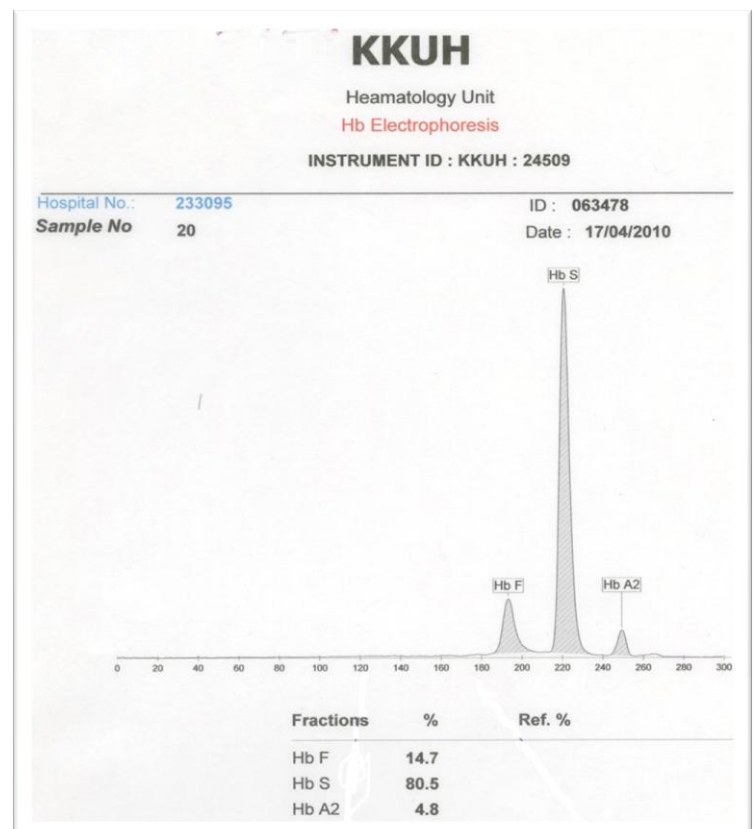 KKUH
Heamatology Unit
Hb Electrophoresis
INSTRUMENT ID : KKUH : 24509
Hospital No.: 233095 ID : 063478
Sample No 20 Date : 17/04/2010
Hb S
Hb F Hb A2
0 20 40 60 80 100 120 140 160 180 200 220 240 260 280 300
Fractions % Ref. %
Hb F 14.7
Hb S 80.5
Hb A2 4.8